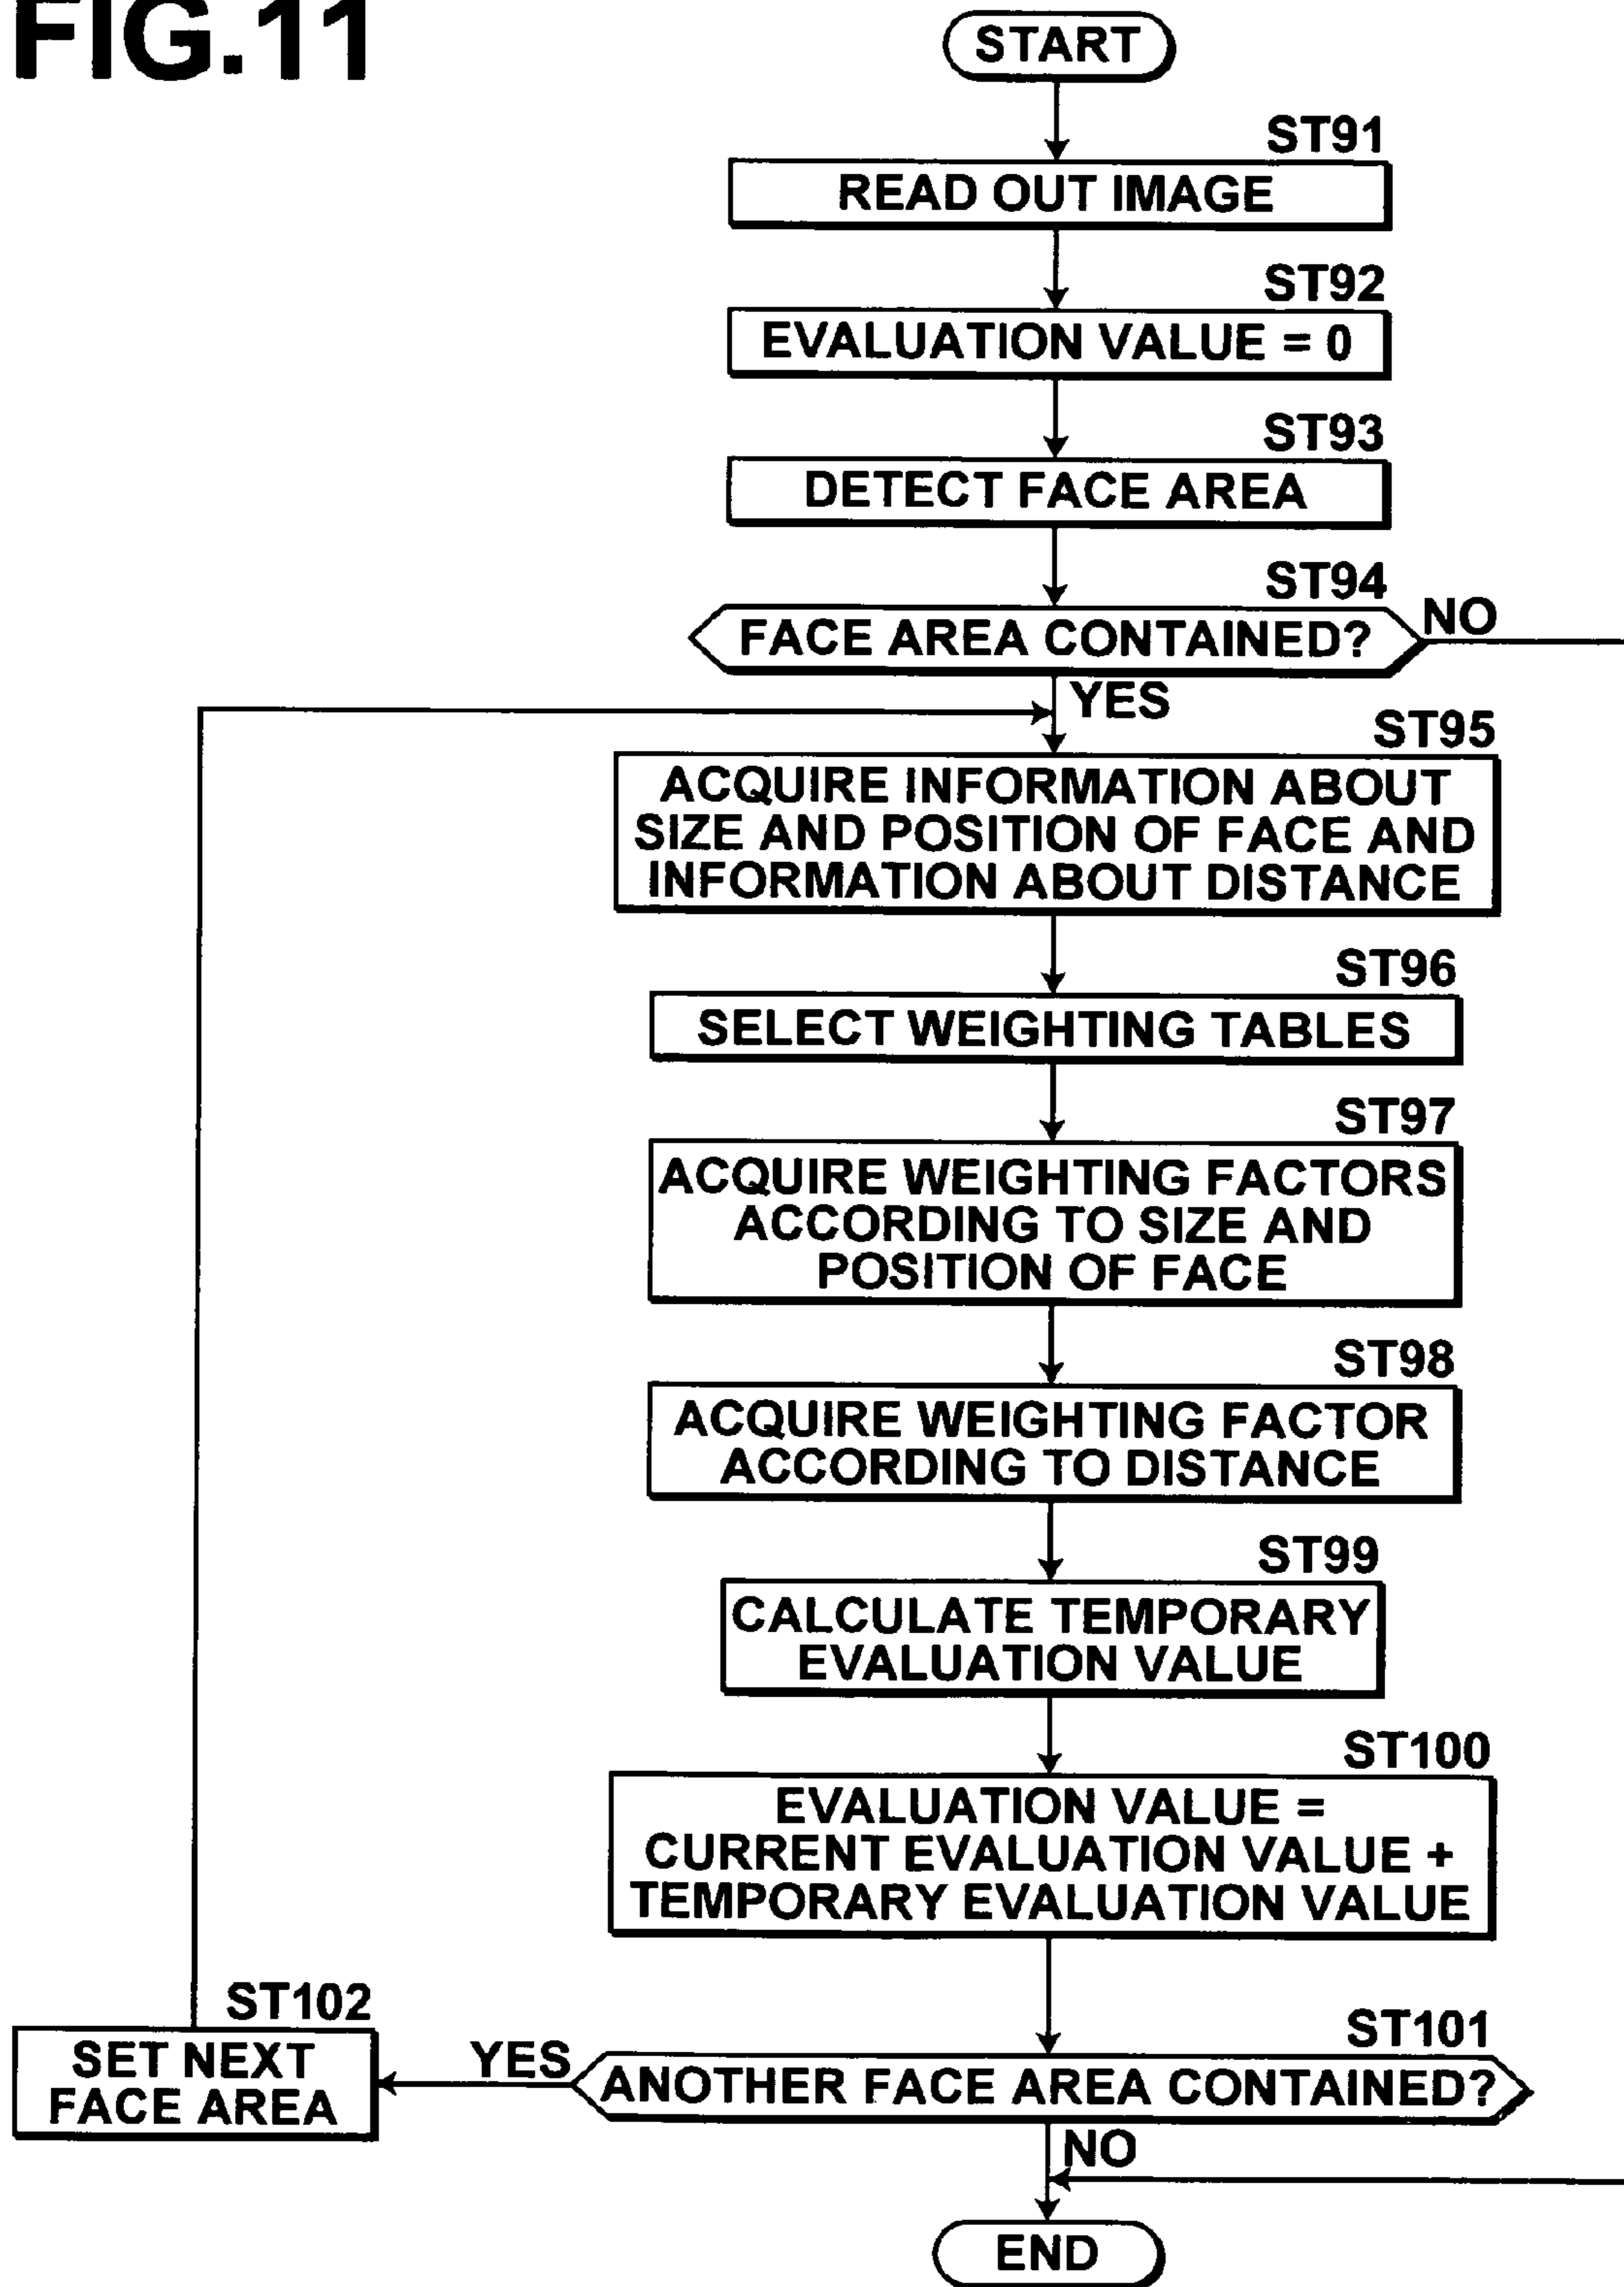 FIG.11
START
ST91
READ OUT IMAGE
ST92
EVALUATION VALUE = 0
ST93
DETECT FACE AREA
ST94
FACE AREA CONTAINED?
NO
YES
ST95
ACQUIRE INFORMATION ABOUT
SIZE AND POSITION OF FACE AND
INFORMATION ABOUT DISTANCE
ST96
SELECT WEIGHTING TABLES
ST97
ACQUIRE WEIGHTING FACTORS
ACCORDING TO SIZE AND
POSITION OF FACE
ST98
ACQUIRE WEIGHTING FACTOR
ACCORDING TO DISTANCE
ST99
CALCULATE TEMPORARY
EVALUATION VALUE
ST100
EVALUATION VALUE =
CURRENT EVALUATION VALUE +
TEMPORARY EVALUATION VALUE
ST101
ANOTHER FACE AREA CONTAINED?
YES
ST102
SET NEXT
FACE AREA
NO
END